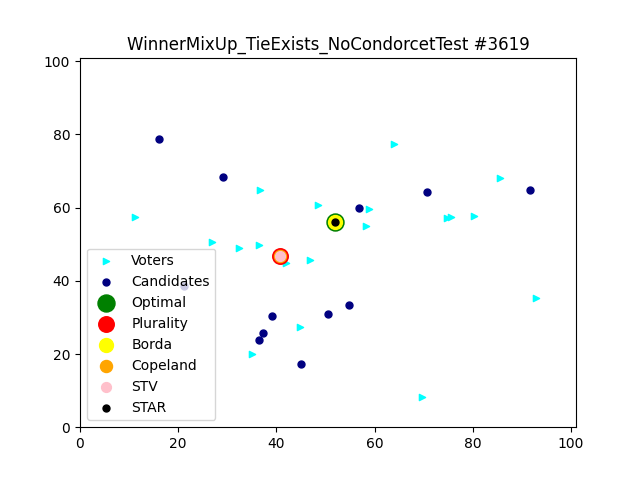 WinnerMixUp_TieExists_NoCondorcetTest #3619
100
80
60
40
20
0
Voters
Candidates
Optimal
Plurality
Borda
Copeland
STV
STAR
0 20 40 60 80 100